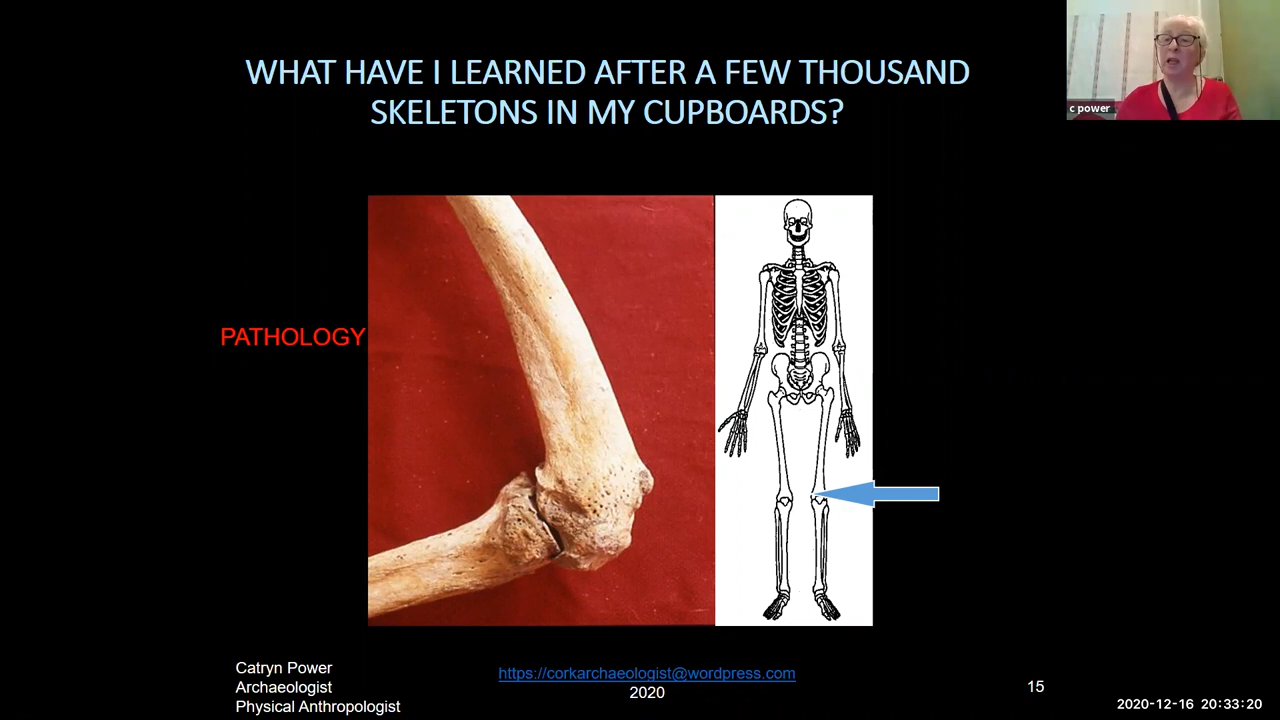 WHAT HAVE I LEARNED AFTER A FEW THOUSAND
SKELETONS IN MY CUPBOARDS?
c power
PATHOLOGY
Catryn Power
Archaeologist
Physical Anthropologist
https://corkarchaeologist@wordpress.com
2020
15
2020-12-16 20:33:20